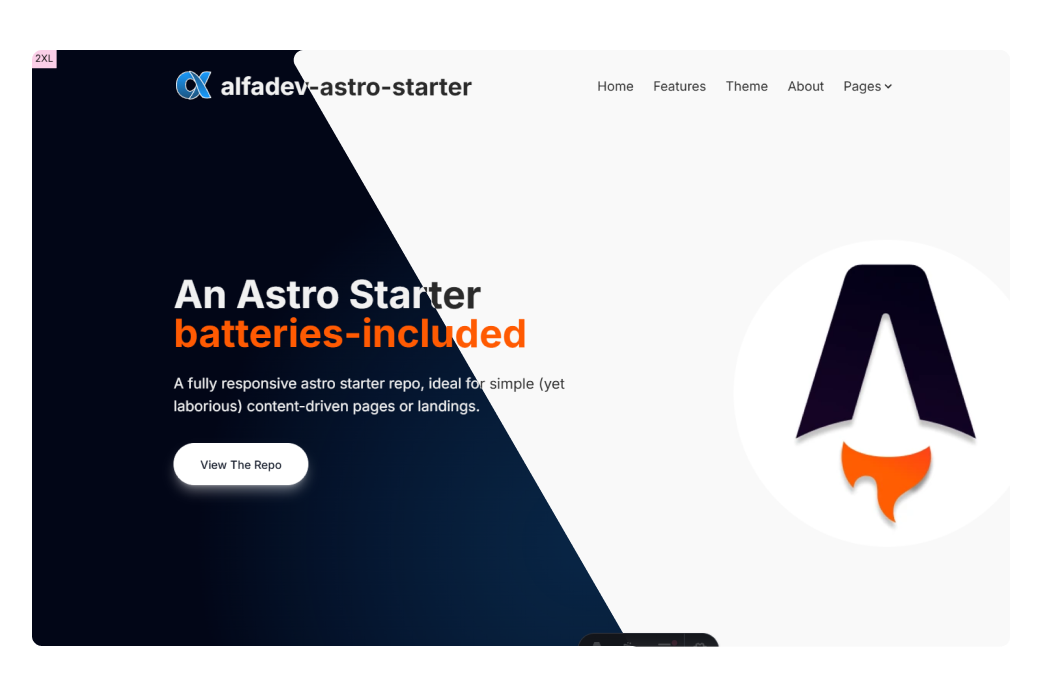 2XL
alfadev-astro-starter
Home Features Theme About Pages
An Astro Starter
batteries-included
A fully responsive astro starter repo, ideal for simple (yet
laborious) content-driven pages or landings.
View The Repo